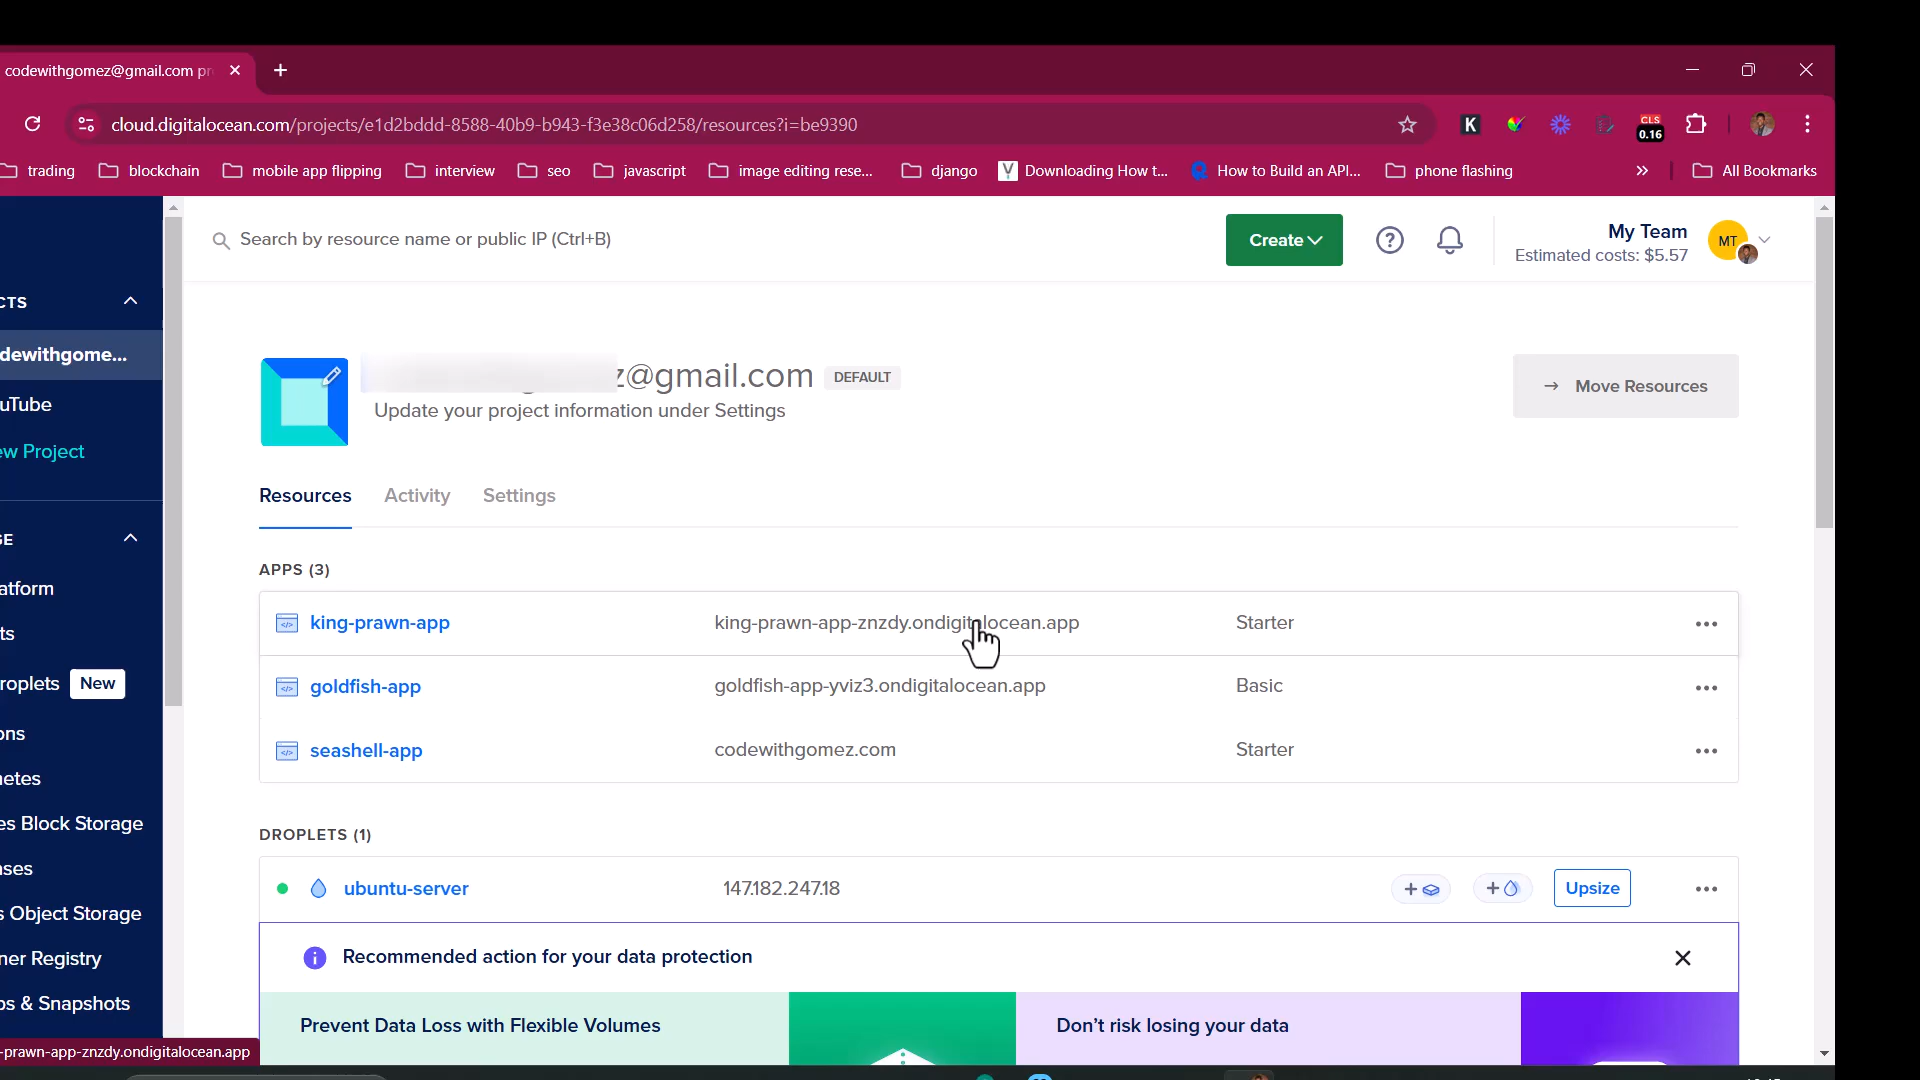 codewithgomez@gmail.com pr
cloud.digitalocean.com/projects/e1d2bddd-8588-40b9-b943-f3e38c06d258/resources?i=be9390
K
CLS
0.16
trading
blockchain
mobile app flipping
interview
seo
javascript
image editing rese...
django
Downloading How t...
How to Build an API...
phone flashing
»
All Bookmarks
Search by resource name or public IP (Ctrl+B)
Create
My Team
Estimated costs: $5.57
MT
CTS
dewithgome...
uTube
ew Project
GE
atform
ts
roplets New
ons
netes
es Block Storage
ases
s Object Storage
ner Registry
ps & Snapshots
-prawn-app-znzdy.ondigitalocean.app
z@gmail.com DEFAULT
Update your project information under Settings
→ Move Resources
Resources Activity Settings
APPS (3)
king-prawn-app king-prawn-app-znzdy.ondigitalocean.app Starter
goldfish-app goldfish-app-yviz3.ondigitalocean.app Basic
seashell-app codewithgomez.com Starter
DROPLETS (1)
ubuntu-server 147.182.247.18 Upsize
Recommended action for your data protection
Prevent Data Loss with Flexible Volumes
Don't risk losing your data